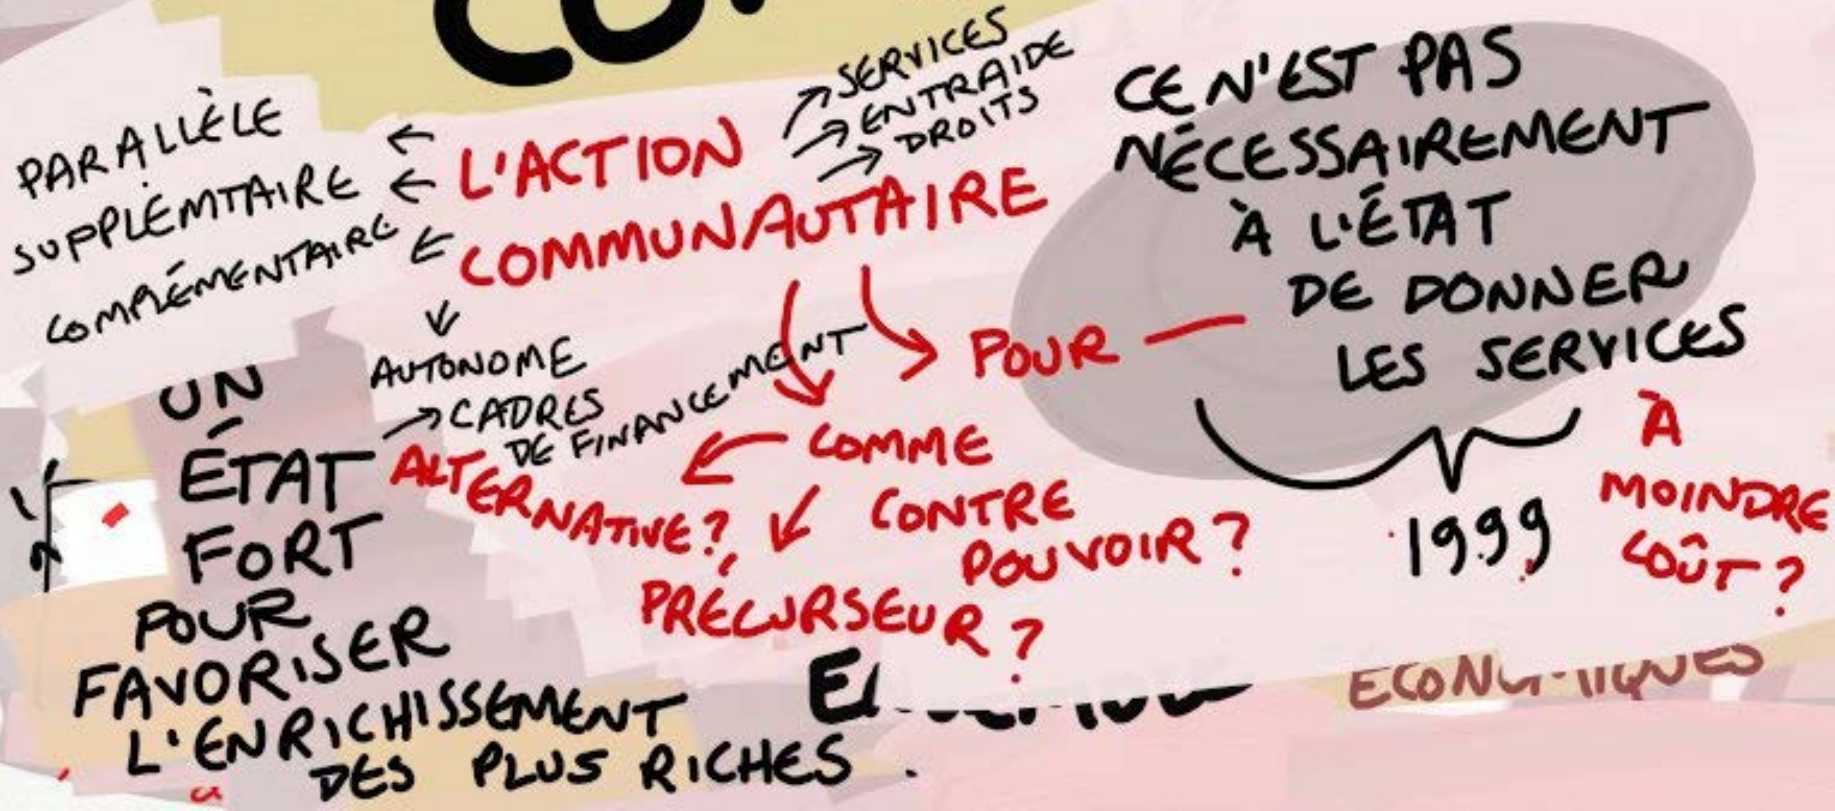 SERVICES
ENTRAIDE
DROITS
PARALLÈLE
SUPPLÉMTAIRE
COMPLÉMENTAIRE
L'ACTION
COMMUNAUTAIRE
CE N'EST PAS
NÉCESSAIREMENT
À L'ÉTAT
DE DONNER
LES SERVICES
POUR —
AUTONOME
CADRES
DE FINANCEMENT
COMME
ALTERNATIVE?
CONTRE
POUVOIR?
PRÉCURSEUR?
1999
À
MOINDRE
COÛT?
UN
ÉTAT
FORT
POUR
FAVORISER
L'ENRICHISSEMENT
DES PLUS RICHES.